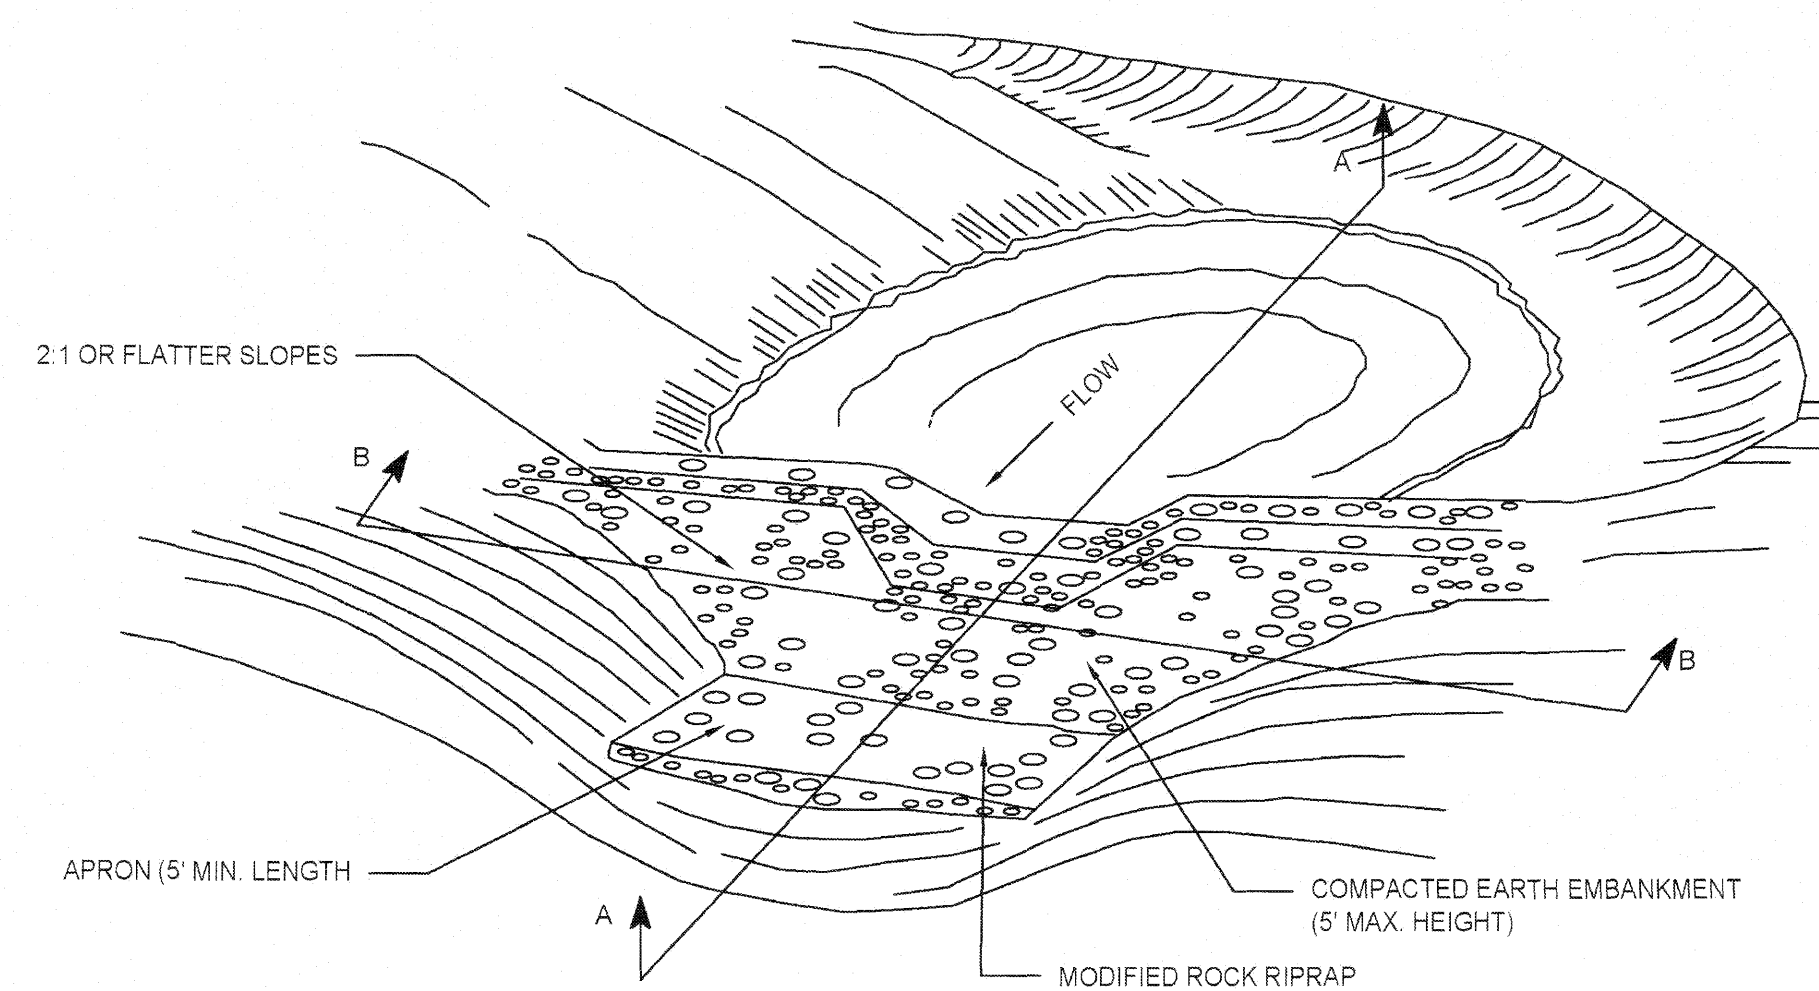 A
2:1 OR FLATTER SLOPES
FLOW
B
B
APRON (5' MIN. LENGTH
A
COMPACTED EARTH EMBANKMENT
(5' MAX. HEIGHT)
MODIFIED ROCK RIPRAP